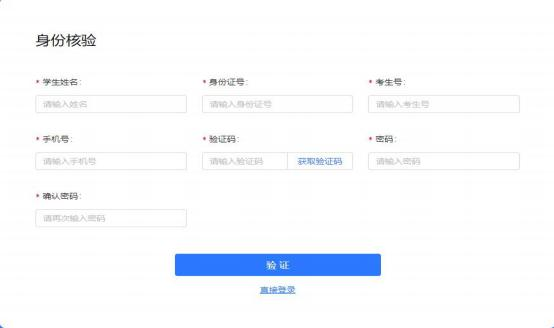 身份核验
* 学生姓名: * 身份证号: * 考生号:
请输入姓名 请输入身份证号 请输入考生号
* 手机号: * 验证码: * 密码:
请输入手机号 请输入验证码 获取验证码 请输入密码
* 确认密码:
请再次输入密码
验 证
直接登录